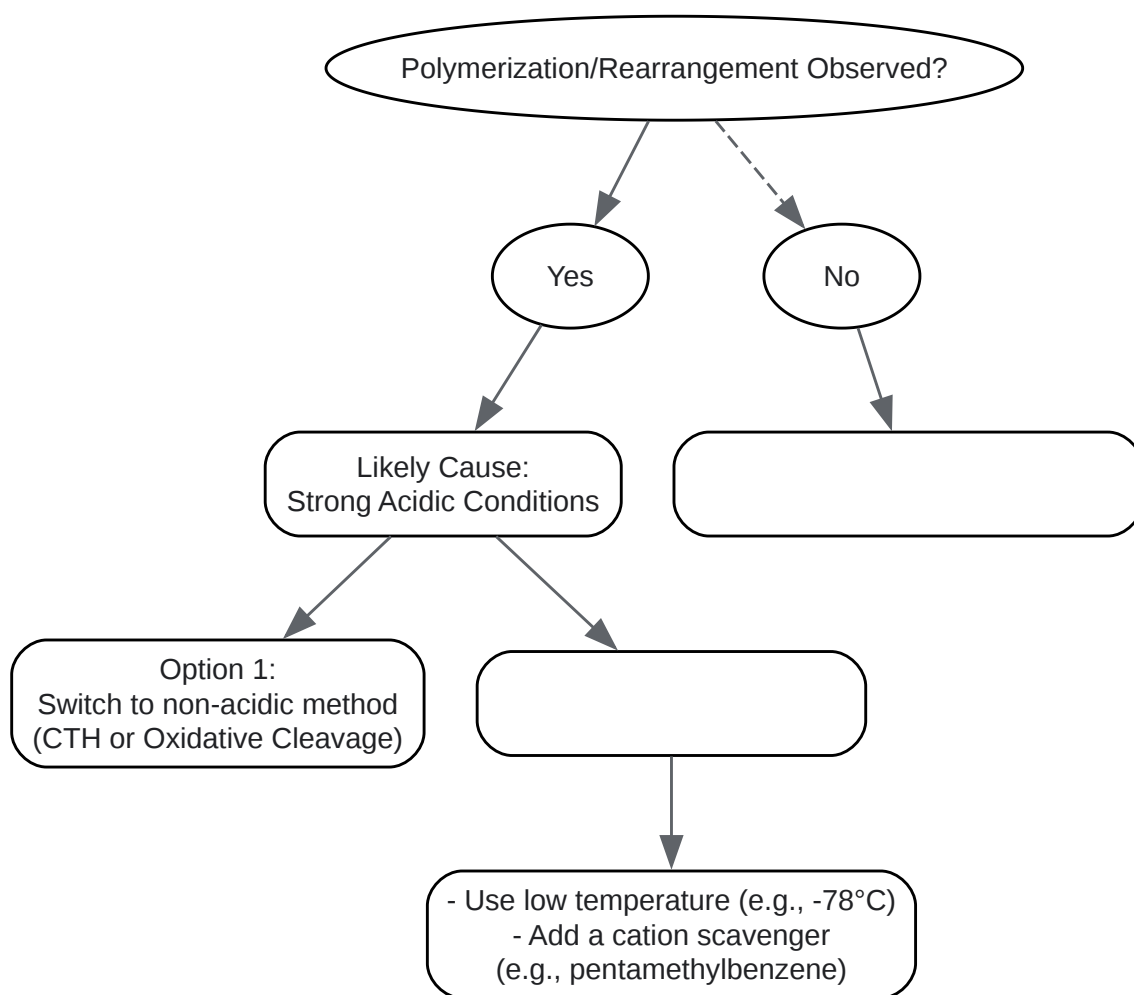 Polymerization/Rearrangement Observed?
Yes
No
Likely Cause:
Strong Acidic Conditions
Option 1:
Switch to non-acidic method
(CTH or Oxidative Cleavage)
- Use low temperature (e.g., -78°C)
- Add a cation scavenger
(e.g., pentamethylbenzene)